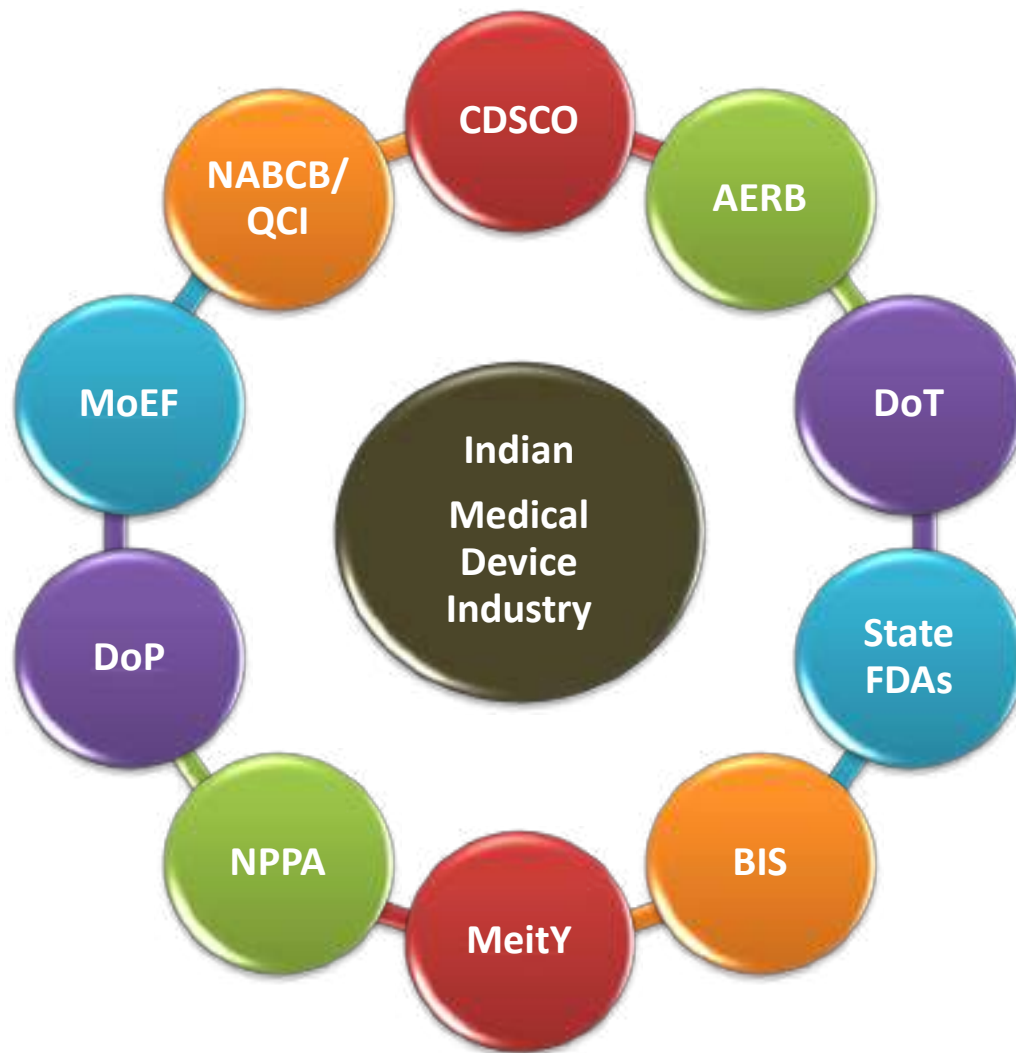 CDSCO
AERB
DoT
State
FDAs
BIS
MeitY
NPPA
DoP
MoEF
NABCB/
QCI
Indian
Medical
Device
Industry